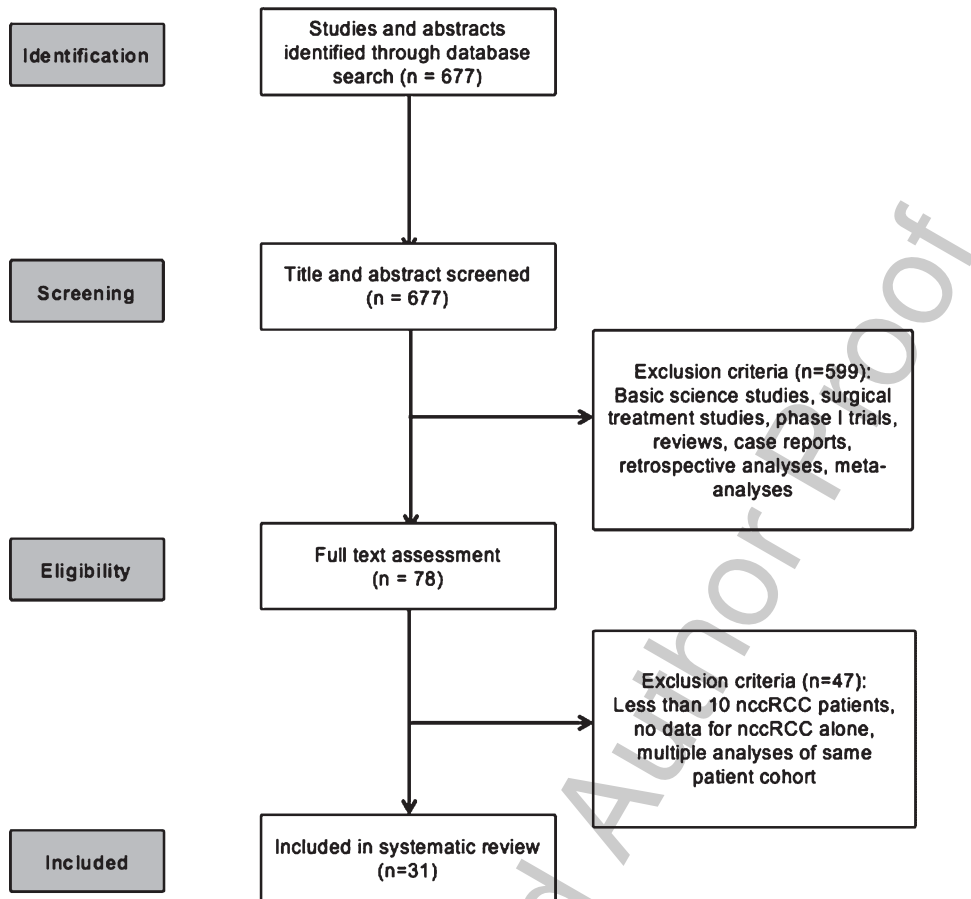 Identification
Studies and abstracts
identified through database
search (n = 677)
Screening
Title and abstract screened
(n = 677)
Exclusion criteria (n=599):
Basic science studies, surgical
treatment studies, phase I trials,
reviews, case reports,
retrospective analyses, meta-
analyses
Eligibility
Full text assessment
(n = 78)
Exclusion criteria (n=47):
Less than 10 nccRCC patients,
no data for nccRCC alone,
multiple analyses of same
patient cohort
Included
Included in systematic review
(n=31)
d Author Proof